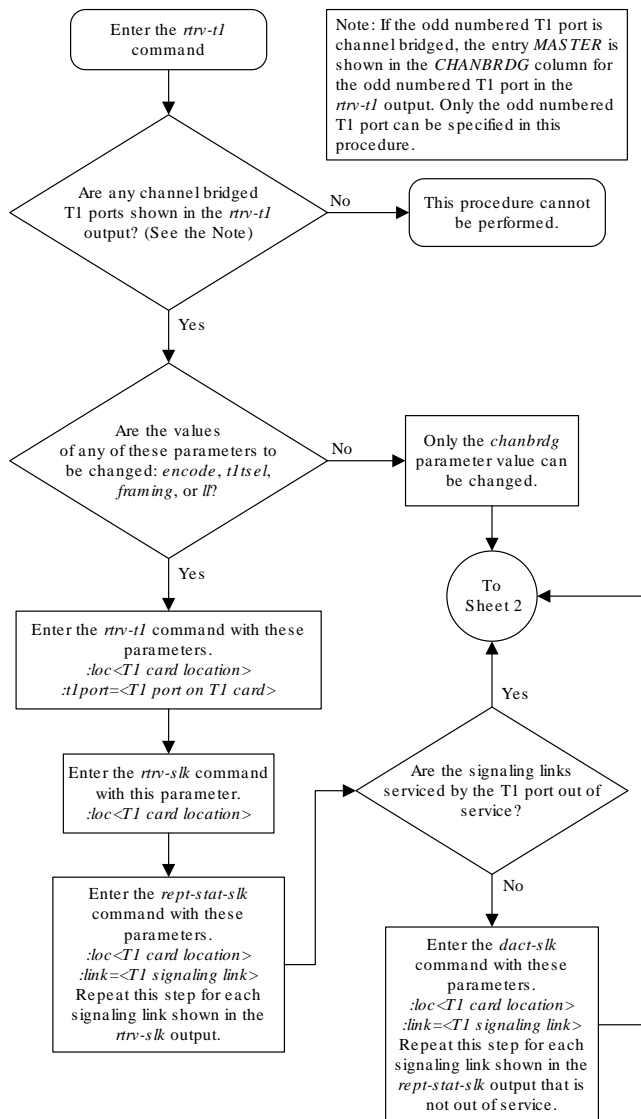 Enter the rtrv-t1
command
Note: If the odd numbered T1 port is
channel bridged, the entry MASTER is
shown in the CHANBRDG column for
the odd numbered T1 port in the
rtrv-t1 output. Only the odd numbered
T1 port can be specified in this
procedure.
Are any channel bridged
T1 ports shown in the rtrv-t1
output? (See the Note)
No
This procedure cannot
be performed.
Yes
Are the values
of any of these parameters to
be changed: encode, t1tsel,
framing, or ll?
No
Only the chanbrdg
parameter value can
be changed.
Yes
To
Sheet 2
Enter the rtrv-t1 command with these
parameters.
:loc<T1 card location>
:t1port=<T1 port on T1 card>
Enter the rtrv-slk command
with this parameter.
:loc<T1 card location>
Enter the rept-stat-slk
command with these
parameters.
:loc<T1 card location>
:link=<T1 signaling link>
Repeat this step for each
signaling link shown in the
rtrv-slk output.
Yes
Are the signaling links
serviced by the T1 port out of
service?
No
Enter the dact-slk
command with these
parameters.
:loc<T1 card location>
:link=<T1 signaling link>
Repeat this step for each
signaling link shown in the
rept-stat-slk output that is
not out of service.